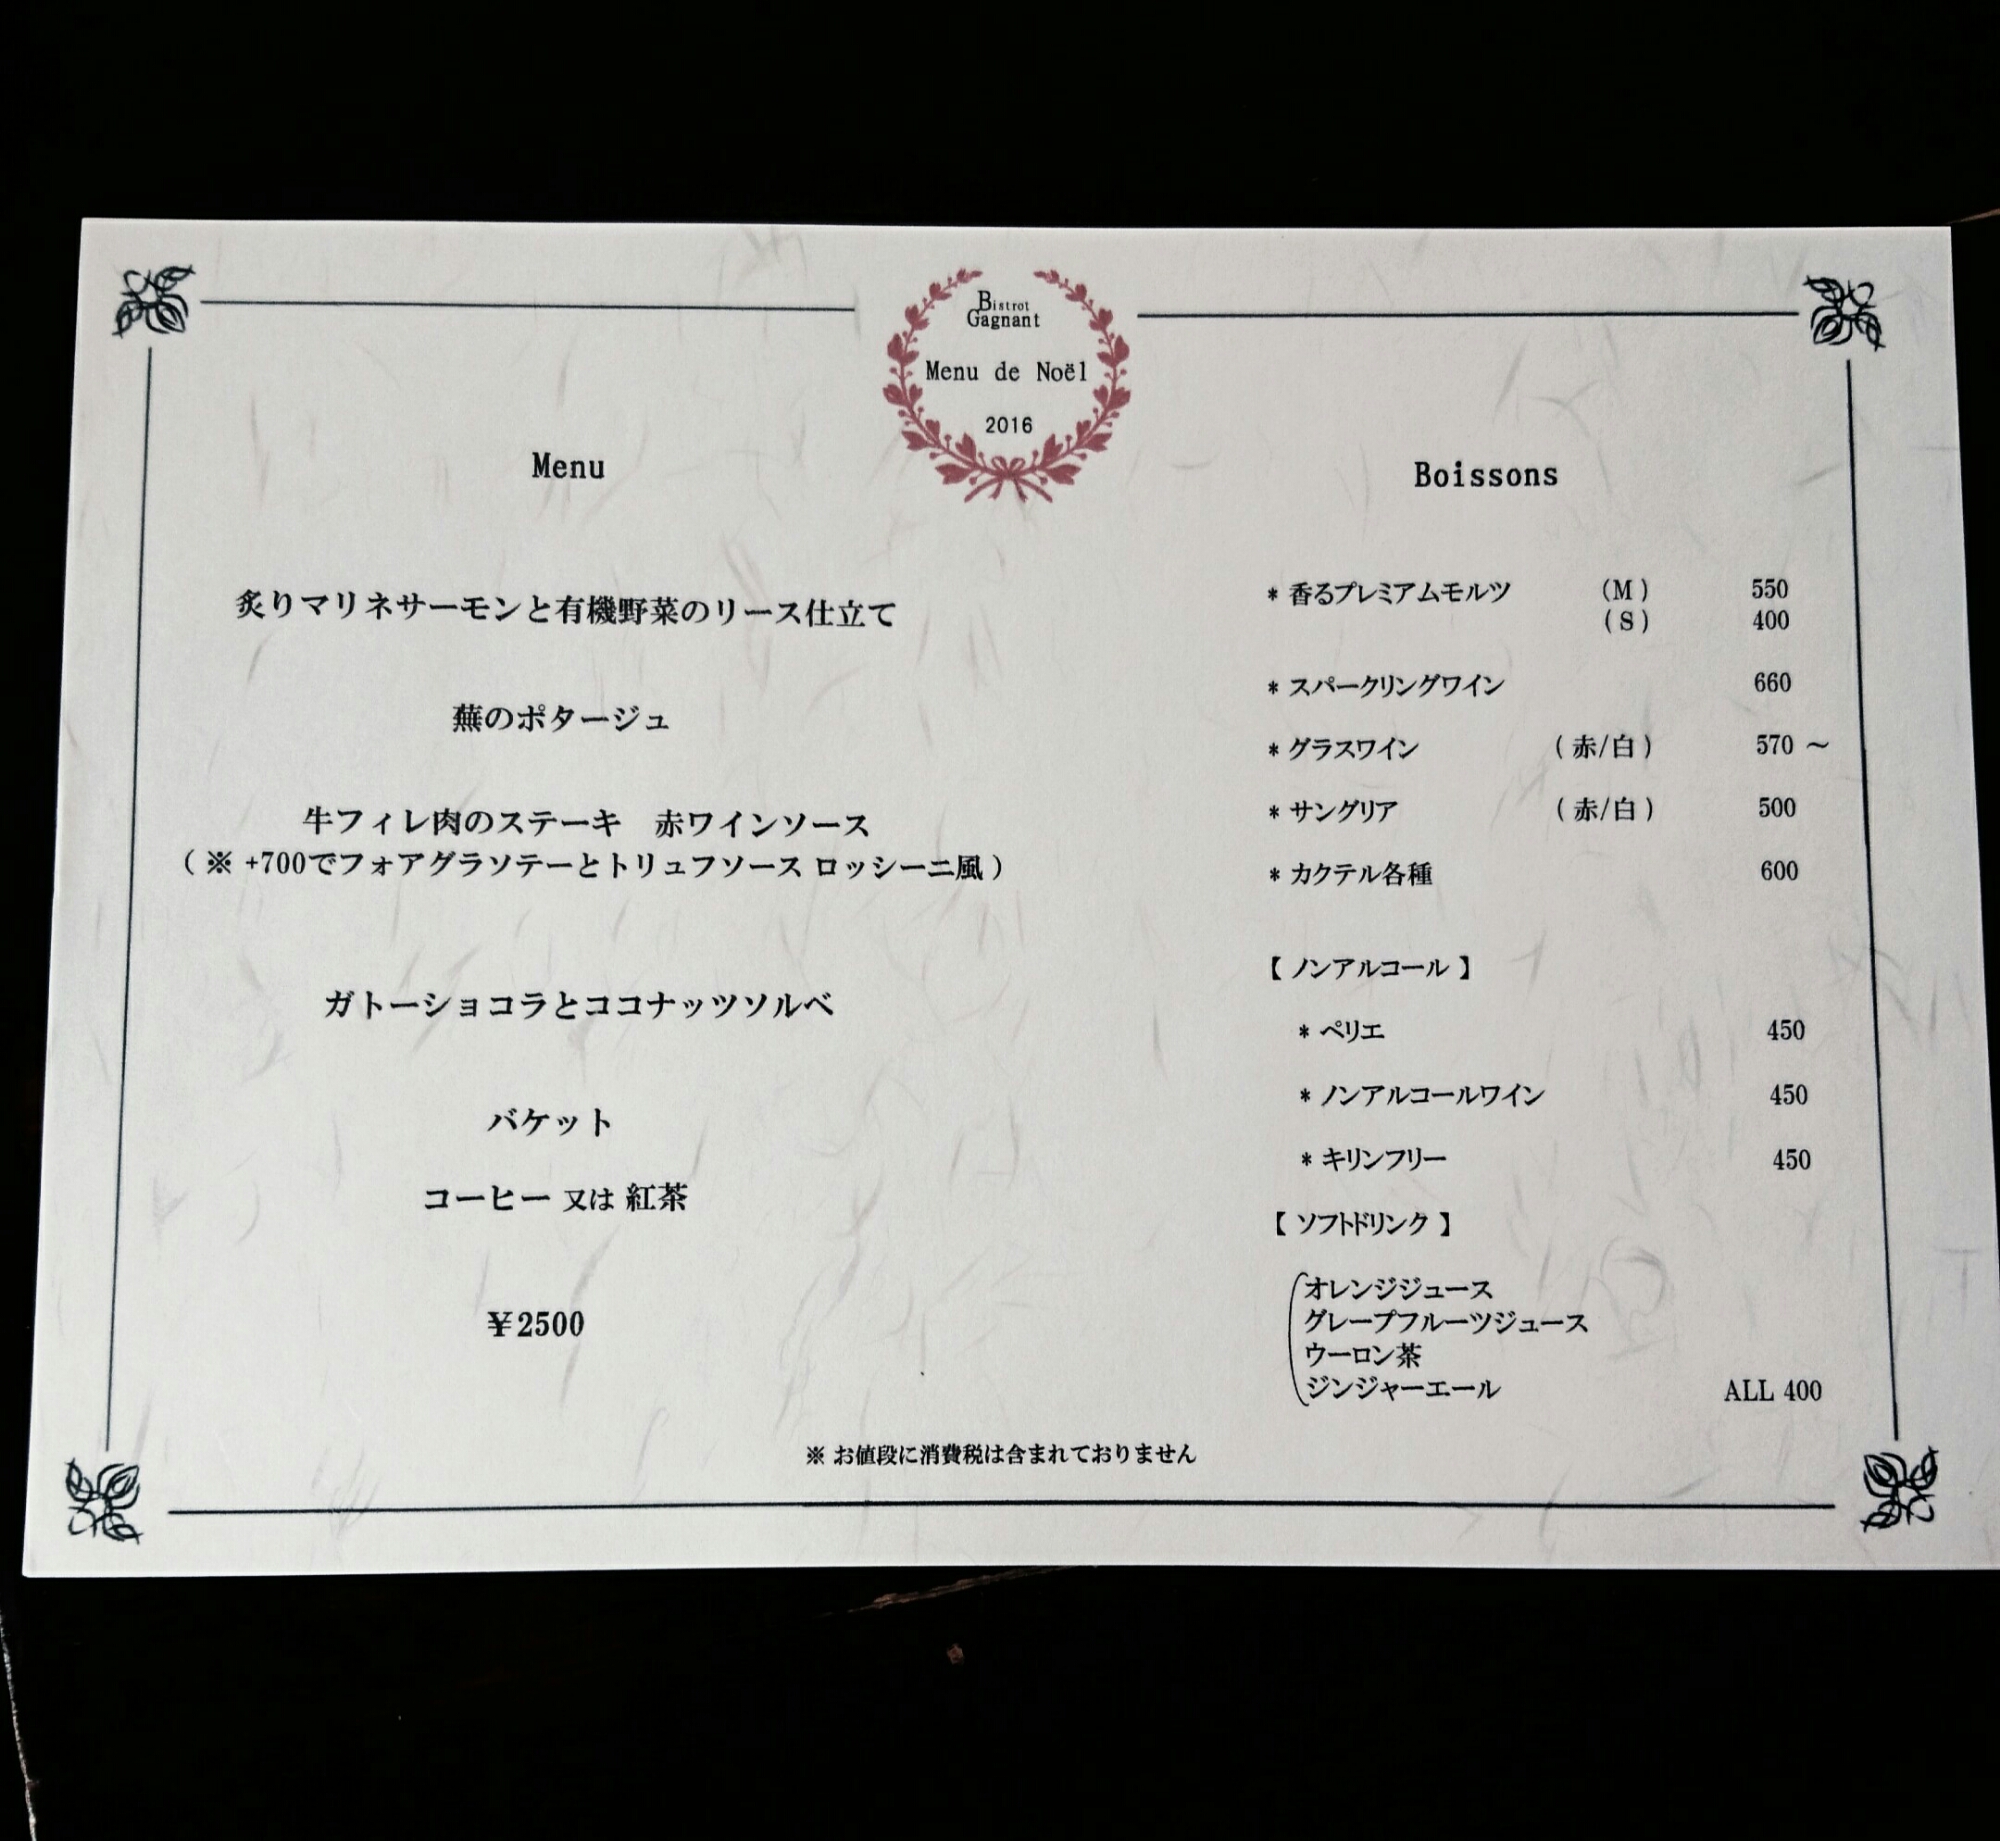 Bistrot
Gagnant
Menu de Noël
2016
Menu
炙りマリネサーモンと有機野菜のリース仕立て
蕪のポタージュ
牛フィレ肉のステーキ　赤ワインソース
（ ※ +700でフォアグラソテーとトリュフソース ロッシーニ風 ）
ガトーショコラとココナッツソルベ
バケット
コーヒー 又は 紅茶
￥2500
Boissons
* 香るプレミアムモルツ （M） 550
（S） 400
* スパークリングワイン 660
* グラスワイン （ 赤/白 ） 570 ～
* サングリア （ 赤/白 ） 500
* カクテル各種 600
【 ノンアルコール 】
* ペリエ 450
* ノンアルコールワイン 450
* キリンフリー 450
【 ソフトドリンク 】
オレンジジュース
グレープフルーツジュース
ウーロン茶
ジンジャーエール ALL 400
※ お値段に消費税は含まれておりません